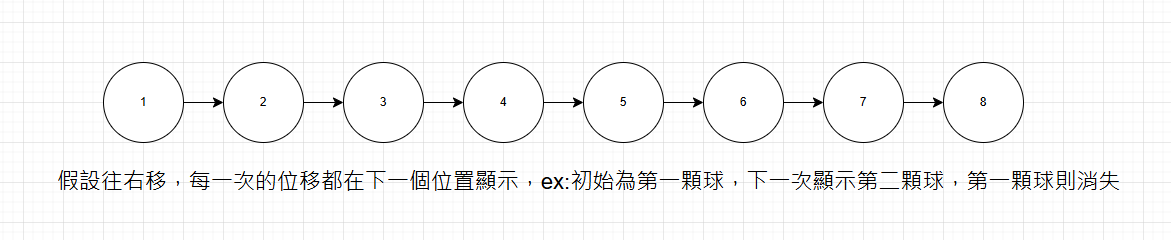 1 2 3 4 5 6 7 8
假設往右移，每一次的位移都在下一個位置顯示，ex:初始為第一顆球，下一次顯示第二顆球，第一顆球則消失